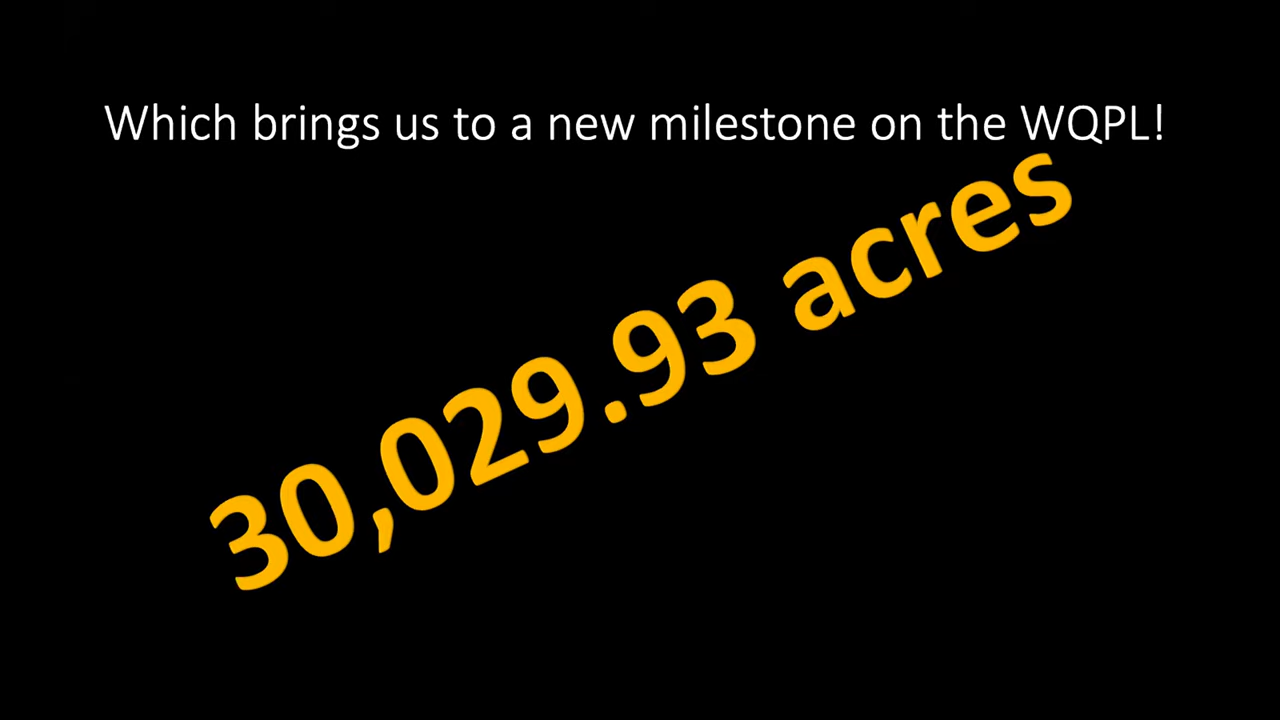 Which brings us to a new milestone on the WQPL!
30,029.93 acres